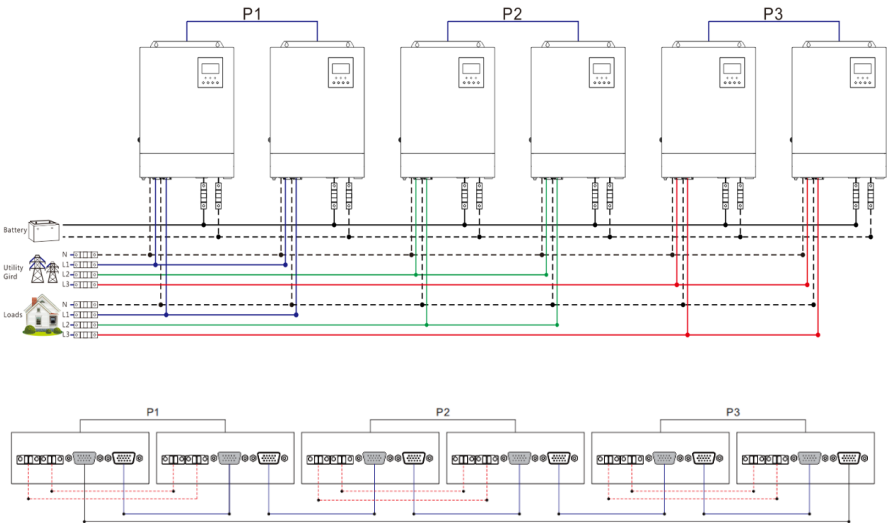 P1 P2 P3
Battery
N
L1
Utility
Gird
L2
L3
N
Loads
L1
L2
L3
P1 P2 P3